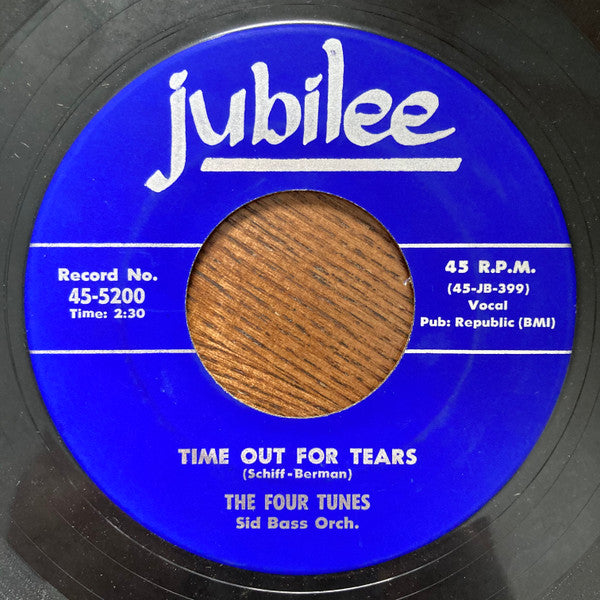 jubilee
Record No.
45-5200
Time: 2:30
45 R.P.M.
(45-JB-399)
Vocal
Pub: Republic (BMI)
TIME OUT FOR TEARS
(Schiff-Berman)
THE FOUR TUNES
Sid Bass Orch.